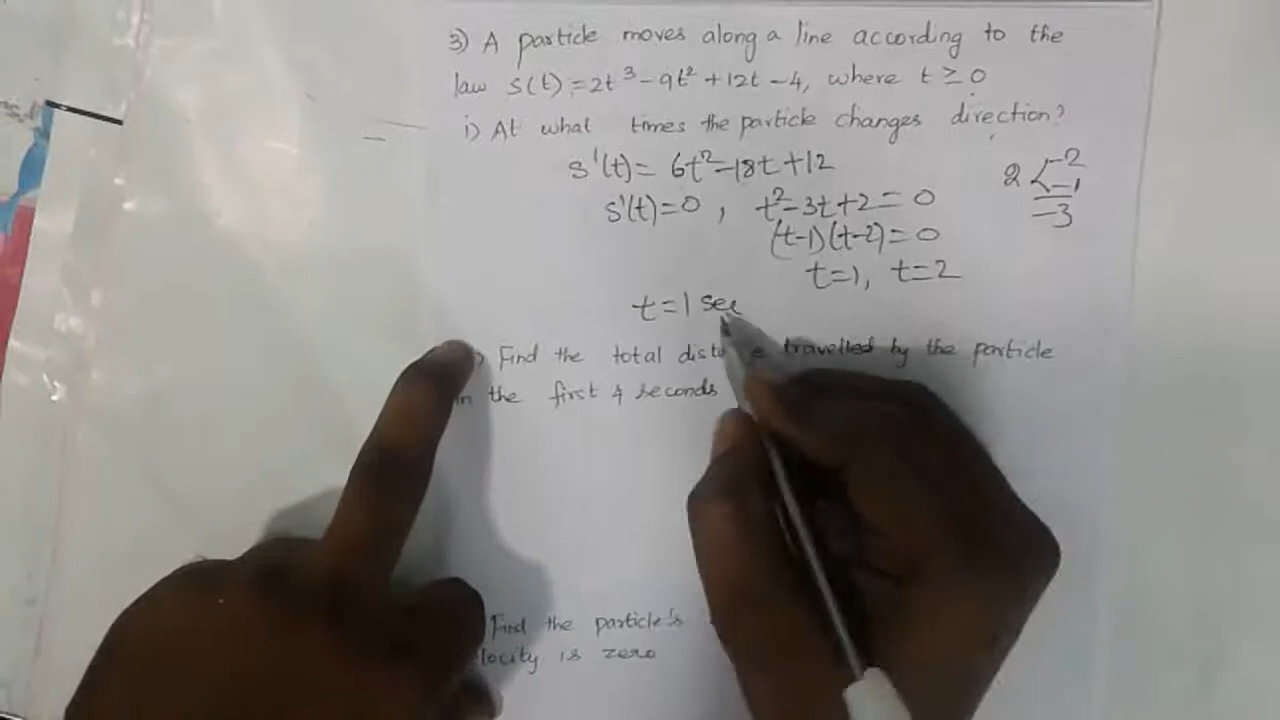 3) A particle moves along a line according to the
law s(t) = 2t³ - 9t² + 12t - 4, where t ≥ 0
i) At what times the particle changes direction?
s'(t) = 6t² - 18t + 12
s'(t) = 0 , t² - 3t + 2 = 0
(t-1)(t-2) = 0
t=1, t=2
2 < -2
-1
-3
t = 1 sec
) Find the total travelled by the particle
in the first 4 seconds
Find the particle's
locity is zero